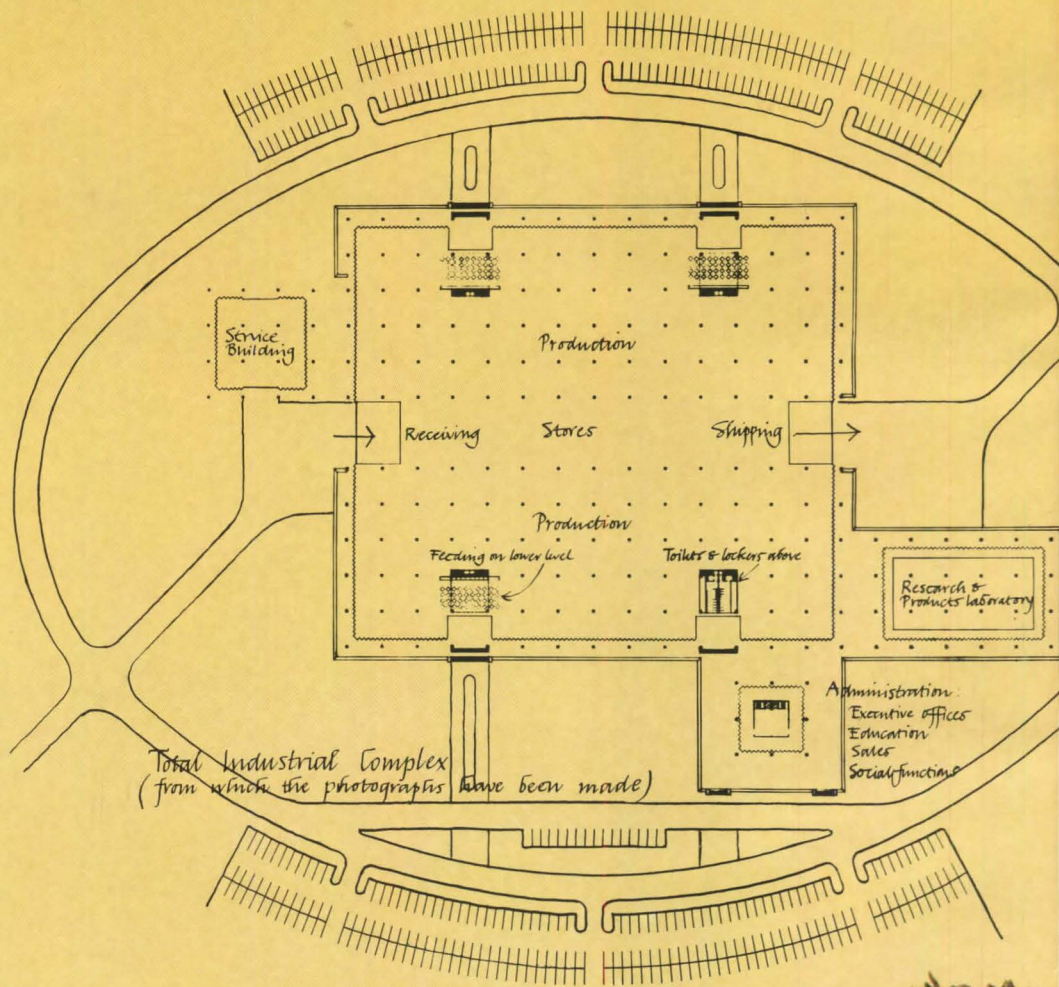 Service
Building
Production
Receiving
Stores
Shipping
Production
Feeding on lower level
Toilets & lockers above
Research &
Products laboratory
Administration:
Executive offices
Education
Sales
Social functions
Total Industrial Complex
(from which the photographs have been made)